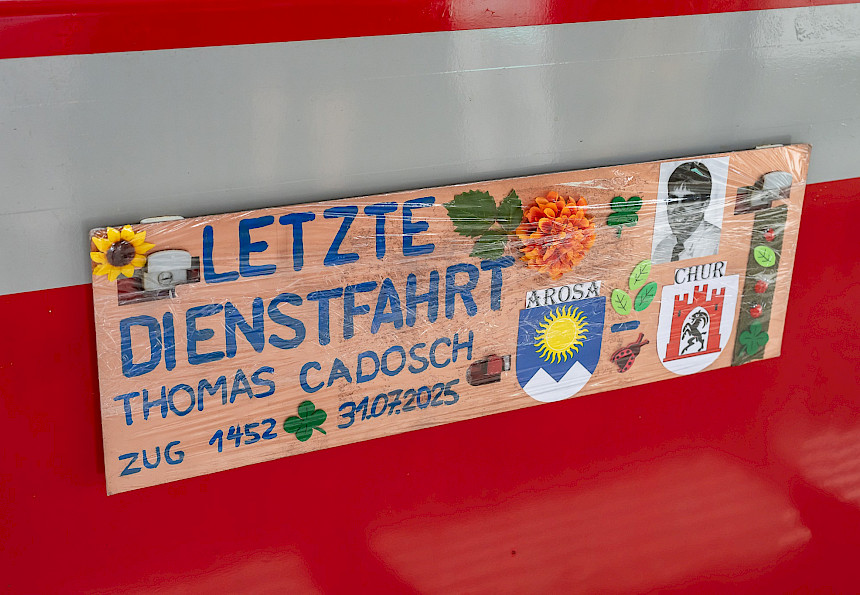 LETZTE
DIENSTFAHRT
THOMAS CADOSCH
ZUG 1452 31.07.2025
AROSA
CHUR